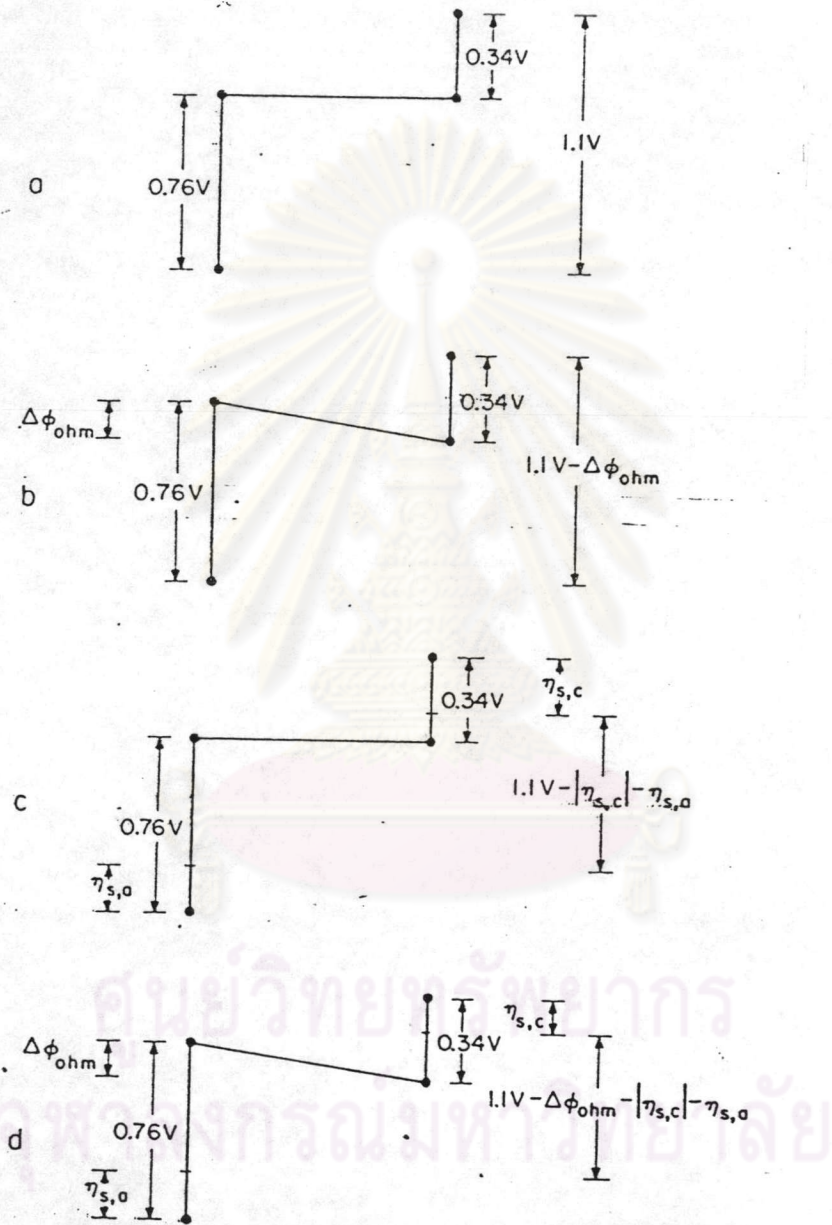 0.34V
1.1V
0.76V
a
Δϕohm
0.34V
1.1V-Δϕohm
0.76V
b
0.34V
ηs,c
1.1V-|ηs,c|-ηs,a
0.76V
c
ηs,a
ศูนย์วิทยทรัพยากร
ηs,c
Δϕohm
0.34V
1.1V-Δϕohm-|ηs,c|-ηs,a
จุฬาลงกรณ์มหาวิทยาลัย
0.76V
d
ηs,a